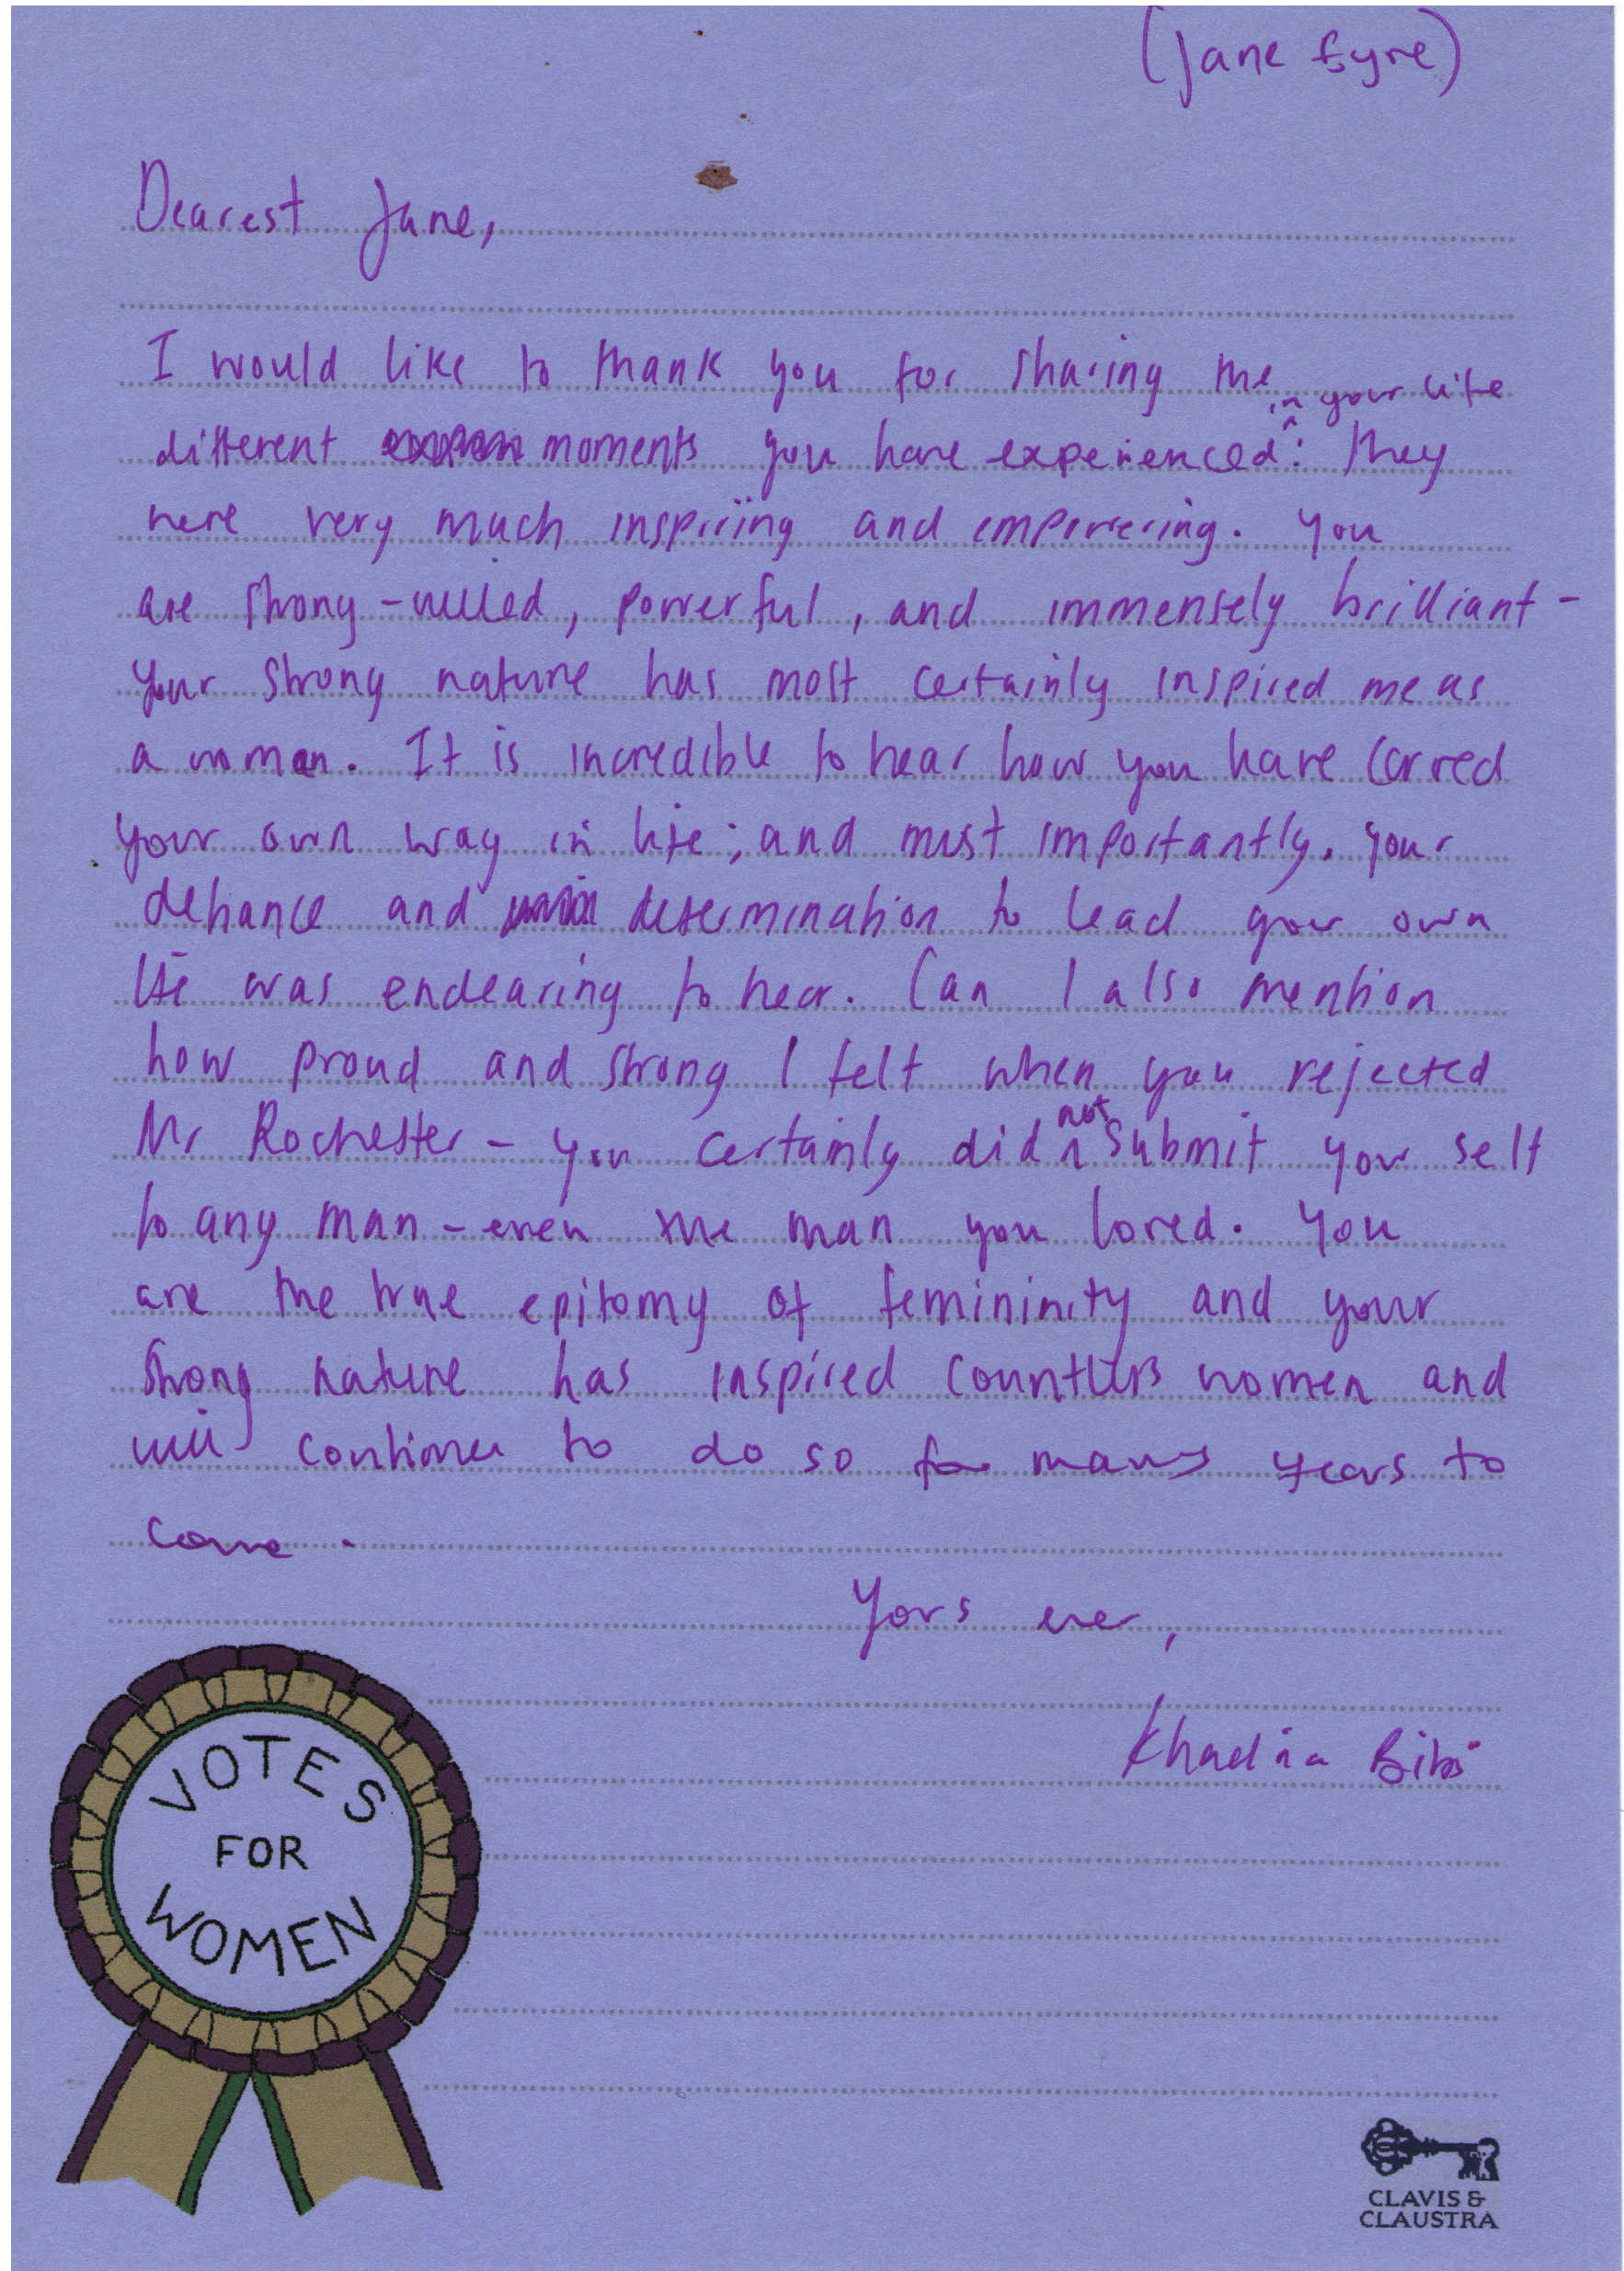 (Jane Eyre)
Dearest Jane,
I would like to thank you for sharing the
different moments you have experienced in your life. They
were very much inspiring and empowering. You
are strong-willed, powerful, and immensely brilliant -
your strong nature has most certainly inspired me as
a woman. It is incredible to hear how you have carved
your own way in life; and most importantly, your
defiance and determination to lead your own
life was endearing to hear. Can I also mention
how proud and strong I felt when you rejected
Mr Rochester - you certainly did not submit your self
to any man - even the man you loved. You
are the true epitomy of femininity and your
strong nature has inspired countless women and
will continue to do so for many years to
come.
Yors ever,
Bibi
VOTES
FOR
WOMEN
CLAVIS &
CLAUSTRA